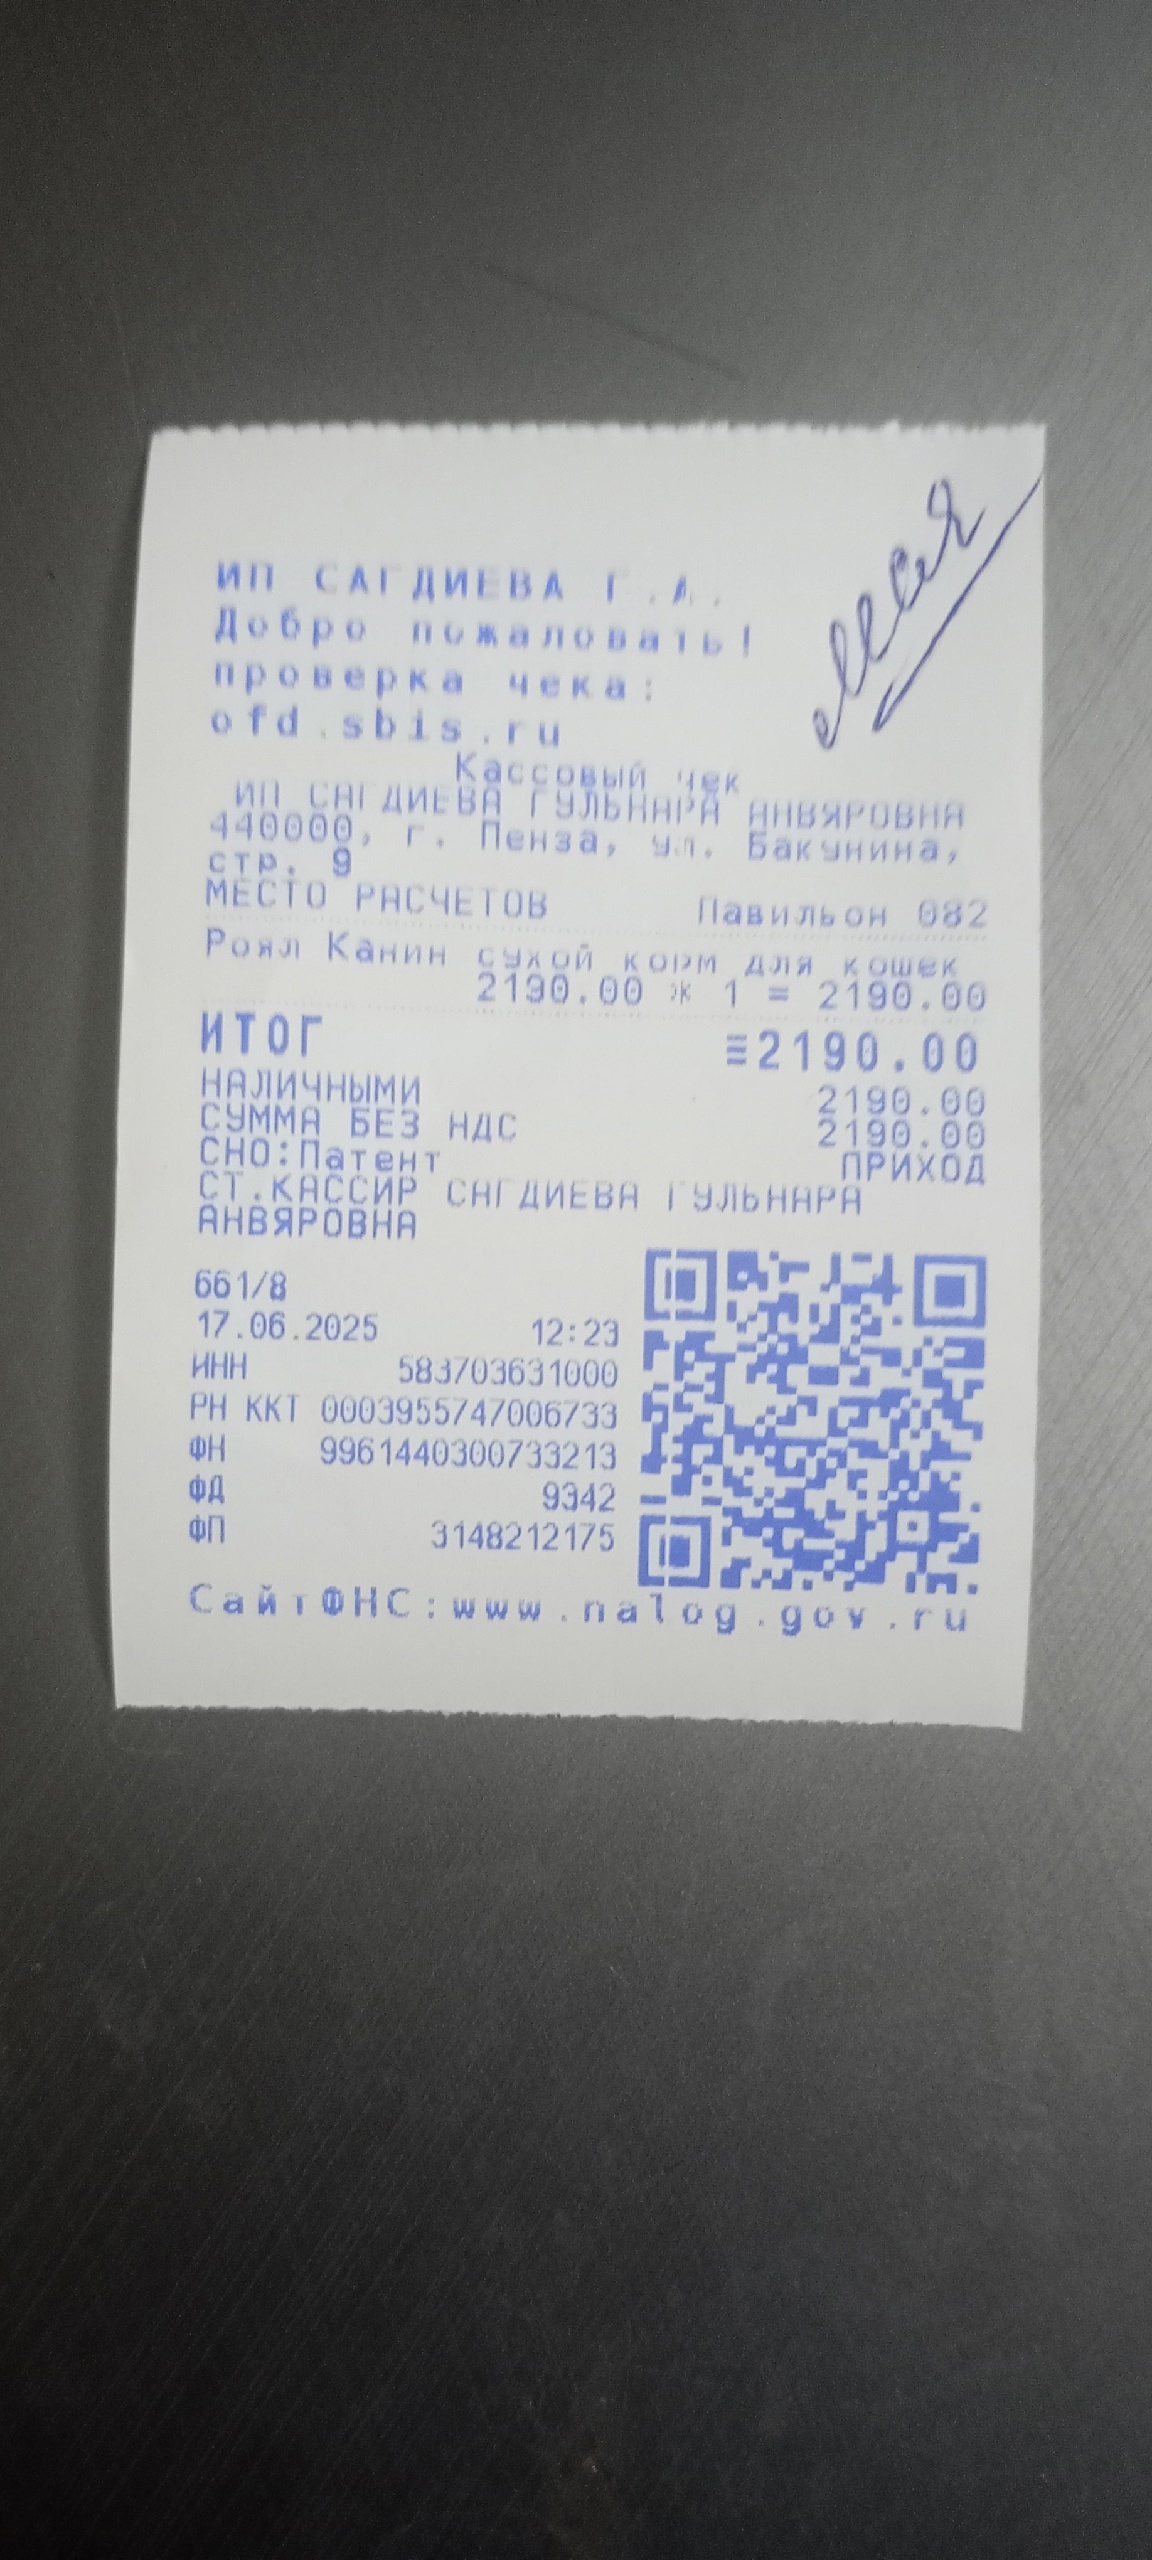 ИП САГДИЕВА Г.А.
Добро пожаловать!
проверка чека:
ofd.sbis.ru
Кассовый чек
ИП САГДИЕВА ГУЛЬНАРА АНВЯРОВНА
440000, г. Пенза, ул. Бакунина,
стр. 9
МЕСТО РАСЧЕТОВ Павильон 082
Роял Канин сухой корм для кошек
2190.00 * 1 = 2190.00
ИТОГ ≡2190.00
НАЛИЧНЫМИ 2190.00
СУММА БЕЗ НДС 2190.00
СНО:Патент ПРИХОД
СТ.КАССИР САГДИЕВА ГУЛЬНАРА
АНВЯРОВНА
661/8
17.06.2025 12:23
ИНН 583703631000
РН ККТ 0003955747006733
ФН 9961440300733213
ФД 9342
ФП 3148212175
СайтФНС:www.nalog.gov.ru